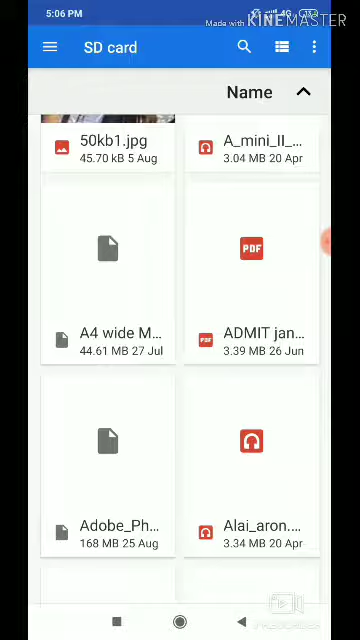 5:06 PM
4G
Made with KINEMASTER
SD card
Name
50kb1.jpg
45.70 kB 5 Aug
A_mini_II_...
3.04 MB 20 Apr
PDF
A4 wide M...
44.61 MB 27 Jul
PDF
ADMIT jan...
3.39 MB 26 Jun
Adobe_Ph...
168 MB 25 Aug
Alai_aron....
3.34 MB 20 Apr